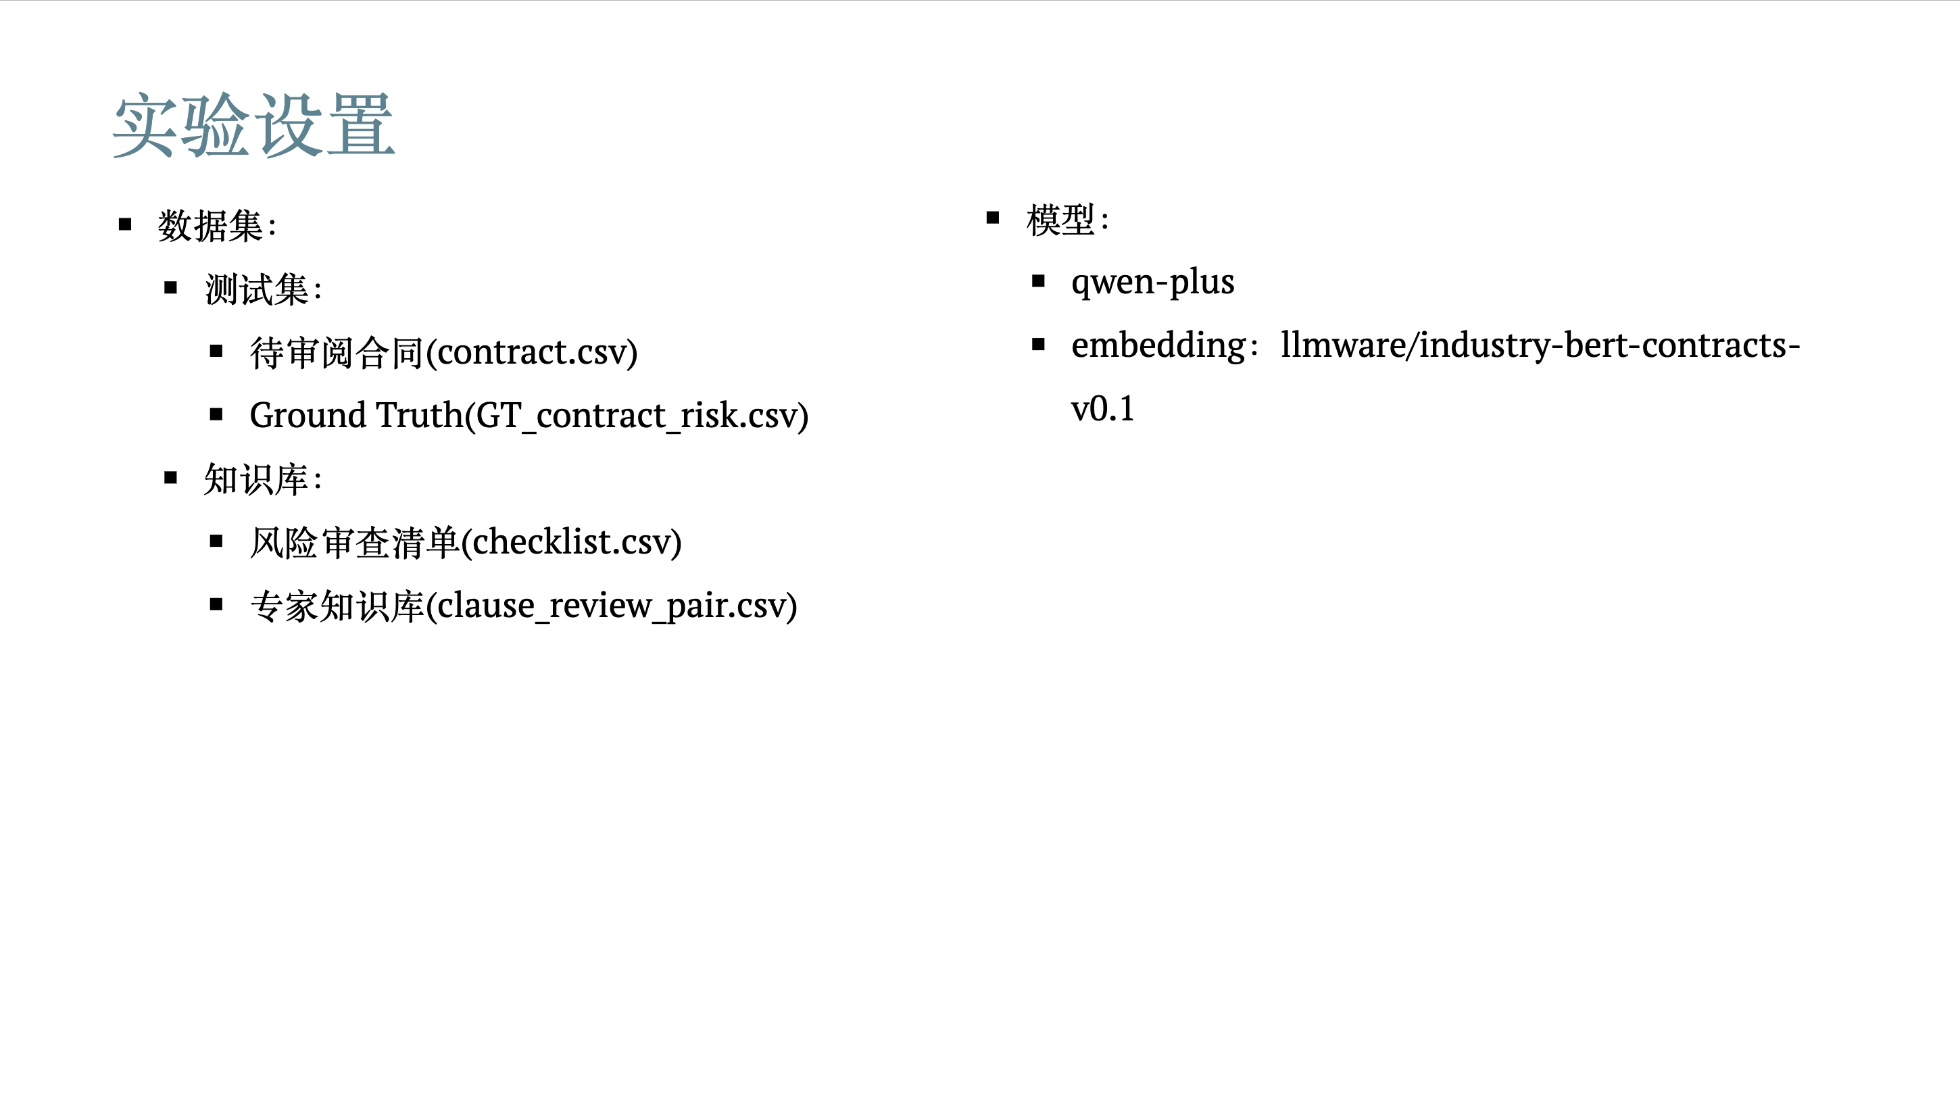 实验设置
数据集：
测试集：
待审阅合同(contract.csv)
Ground Truth(GT_contract_risk.csv)
知识库：
风险审查清单(checklist.csv)
专家知识库(clause_review_pair.csv)
模型：
qwen-plus
embedding：llmware/industry-bert-contracts-
v0.1